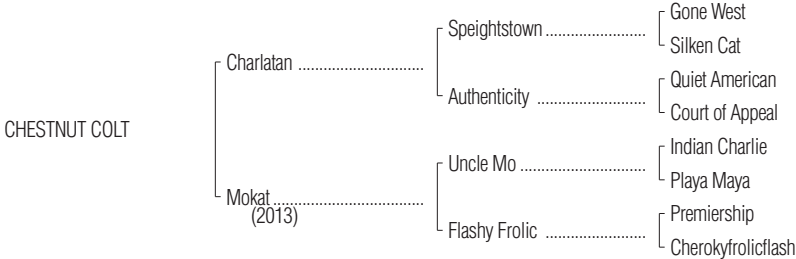 Gone West
Speightstown ........................
Silken Cat
Charlatan ..............................
Quiet American
Authenticity ..........................
Court of Appeal
CHESTNUT COLT
Indian Charlie
Uncle Mo ..............................
Playa Maya
Mokat ....................................
(2013)
Premiership
Flashy Frolic ........................
Cherokyfrolicflash